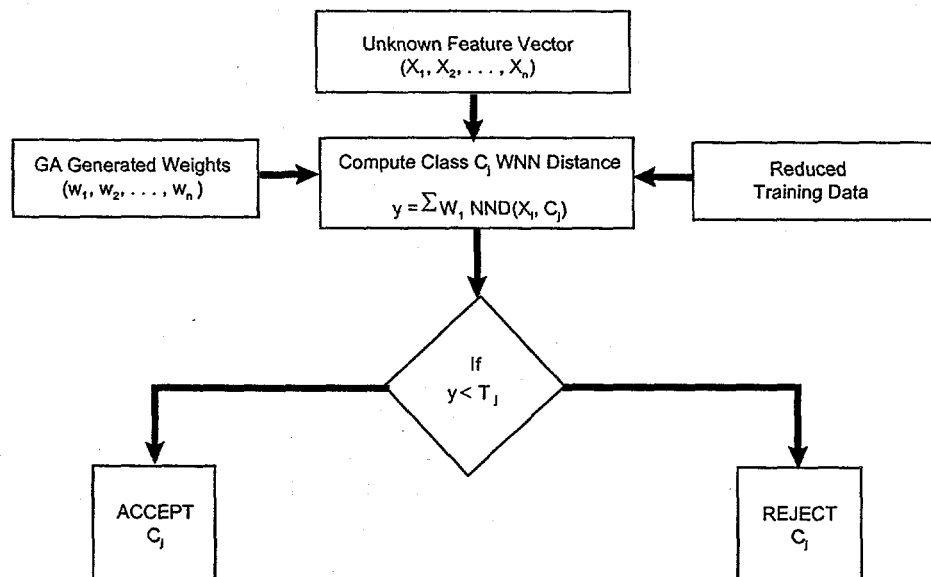 Unknown Feature Vector
(X₁, X₂, . . . , Xₙ)
GA Generated Weights
(w₁, w₂, . . . , wₙ)
Compute Class Cⱼ WNN Distance
y = Σ W₁ NND(Xᵢ, Cⱼ)
Reduced
Training Data
If
y < Tⱼ
ACCEPT
Cⱼ
REJECT
Cⱼ